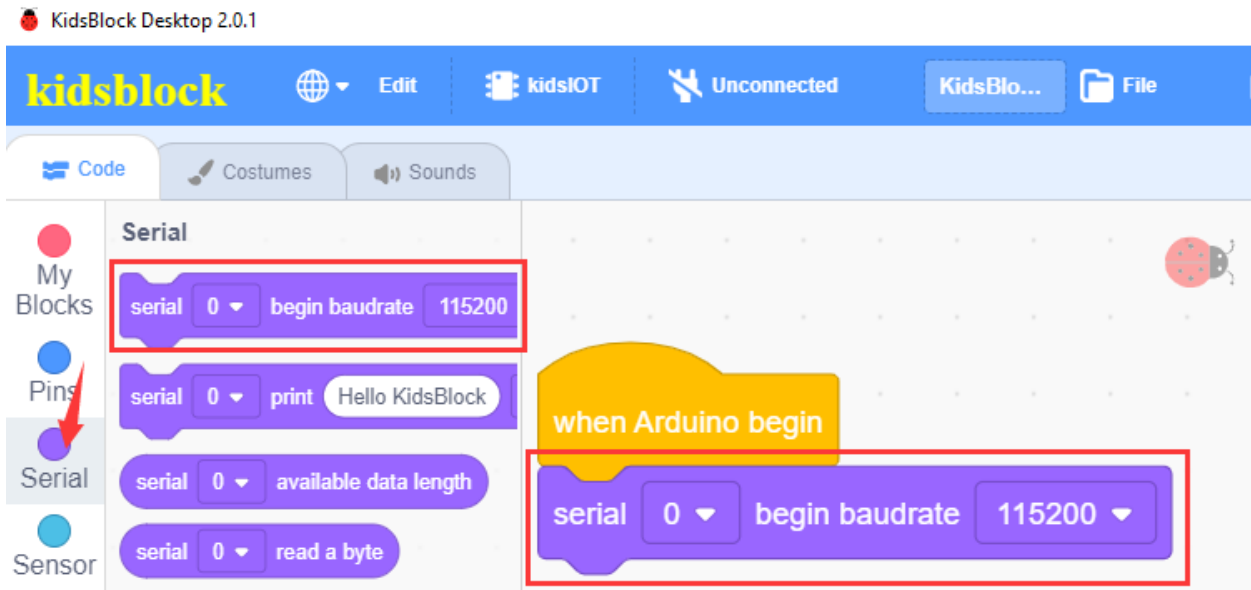 KidsBlock Desktop 2.0.1
kidsblock Edit kidsIOT Unconnected KidsBlo... File
Code Costumes Sounds
My
Blocks
Pins
Serial
Sensor
Serial
serial 0 begin baudrate 115200
serial 0 print Hello KidsBlock
serial 0 available data length
serial 0 read a byte
when Arduino begin
serial 0 begin baudrate 115200